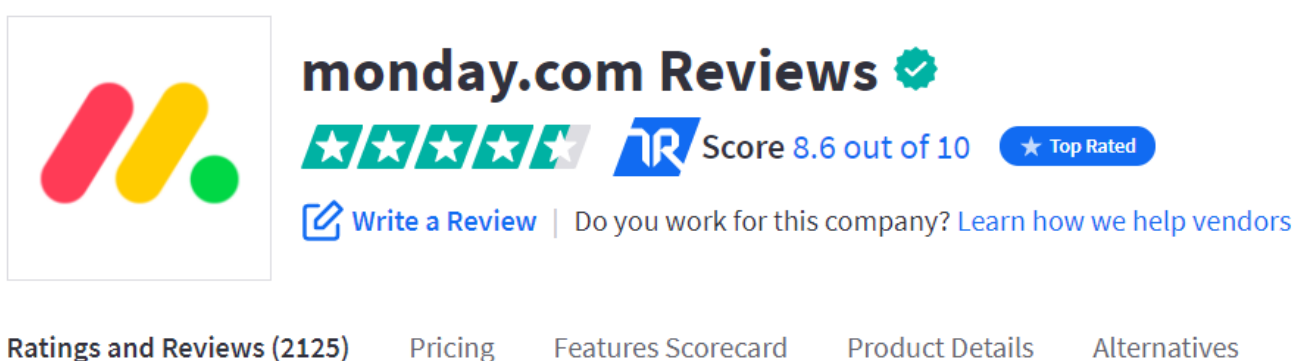 monday.com Reviews
TR Score 8.6 out of 10 Top Rated
Write a Review | Do you work for this company? Learn how we help vendors
Ratings and Reviews (2125) Pricing Features Scorecard Product Details Alternatives